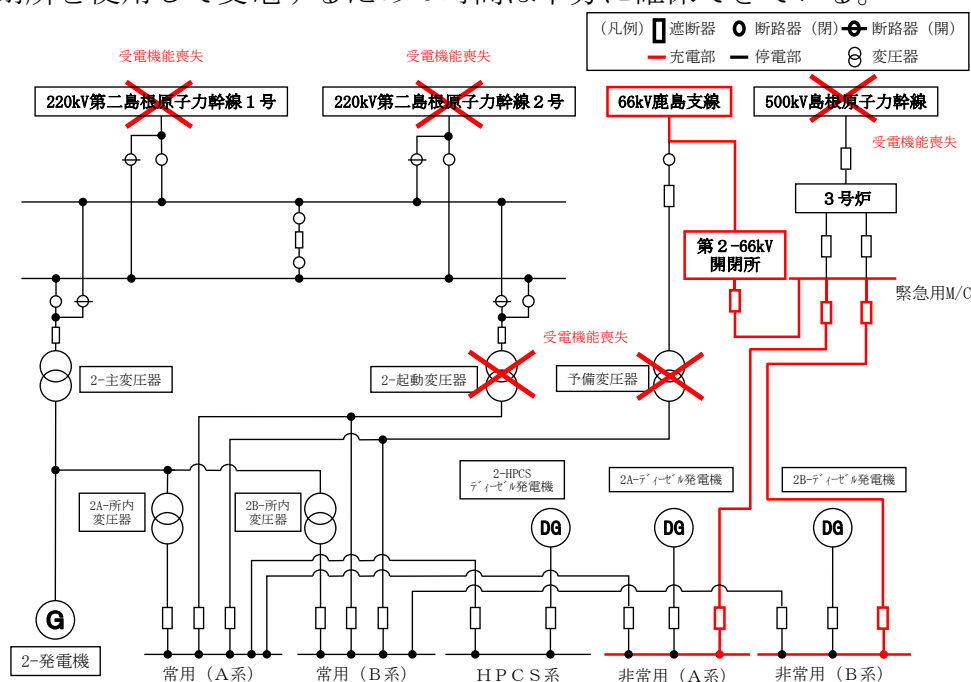 (凡例)
遮断器
断路器（閉）
断路器（開）
充電部
停電部
変圧器
受電機能喪失
受電機能喪失
220kV第二島根原子力幹線１号
220kV第二島根原子力幹線２号
66kV鹿島支線
500kV島根原子力幹線
受電機能喪失
３号炉
第２-66kV
開閉所
緊急用M/C
受電機能喪失
2-主変圧器
2-起動変圧器
予備変圧器
2-HPCS
ﾃﾞｨｰｾﾞﾙ発電機
2A-ﾃﾞｨｰｾﾞﾙ発電機
2B-ﾃﾞｨｰｾﾞﾙ発電機
2A-所内
変圧器
2B-所内
変圧器
DG
DG
DG
G
2-発電機
常用（A系）
常用（B系）
ＨＰＣＳ系
非常用（A系）
非常用（B系）